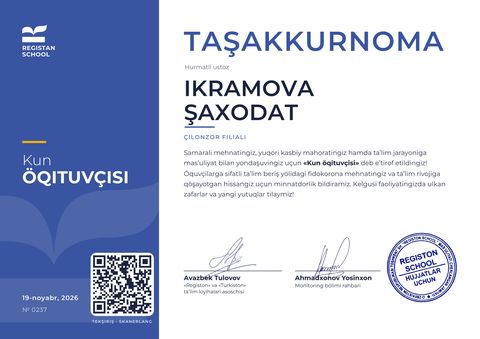 REGISTAN
SCHOOL
TAŞAKKURNOMA
Hurmatli ustoz
IKRAMOVA
ŞAXODAT
ÇILONZOR FILIALI
Samarali mehnatingiz, yuqori kasbiy mahoratingiz hamda ta'lim jarayoniga
mas'uliyat bilan yondaşuvingiz uçun «Kun öqituvçisi» deb e'tirof etildingiz!
Öquvçilarga sifatli ta'lim beriş yölidagi fidokorona mehnatingiz va ta'lim rivojiga
qöşayotgan hissangiz uçun minnatdorlik bildiramiz. Kelgusi faoliyatingizda ulkan
zafarlar va yangi yutuqlar tilaymiz!
Kun
ÖQITUVÇISI
Avazbek Tulovov
«Registon» va «Turkiston»
ta'lim loyihalari asosçisi
Ahmadxonov Yosinxon
Monitoring bölimi rahbari
REGISTON
SCHOOL
HUJJATLAR
UCHUN
19-noyabr, 2026
№ 0237
TEKŞIRIŞ - SKANERLANG